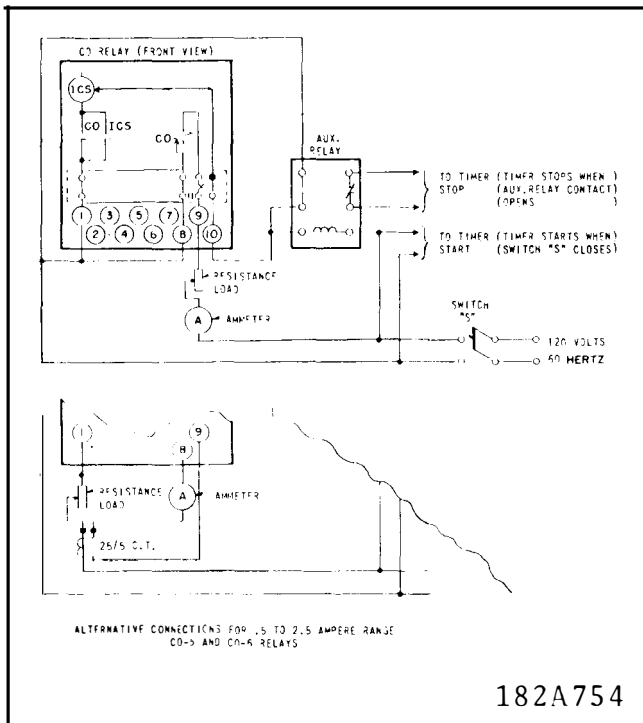 CO RELAY (FRONT VIEW)
ICS
CO ICS
CO
1 3 5 7 9
2 4 6 8 10
AUX.
RELAY
TO TIMER (TIMER STOPS WHEN )
STOP (AUX.RELAY CONTACT)
(OPENS )
TO TIMER (TIMER STARTS WHEN)
START (SWITCH "S" CLOSES)
RESISTANCE
LOAD
A AMMETER
SWITCH
"S"
120 VOLTS
60 HERTZ
1 9
8
RESISTANCE
LOAD
A AMMETER
25/5 C.T.
ALTERNATIVE CONNECTIONS FOR .5 TO 2.5 AMPERE RANGE
CO-5 AND CO-6 RELAYS
182A754